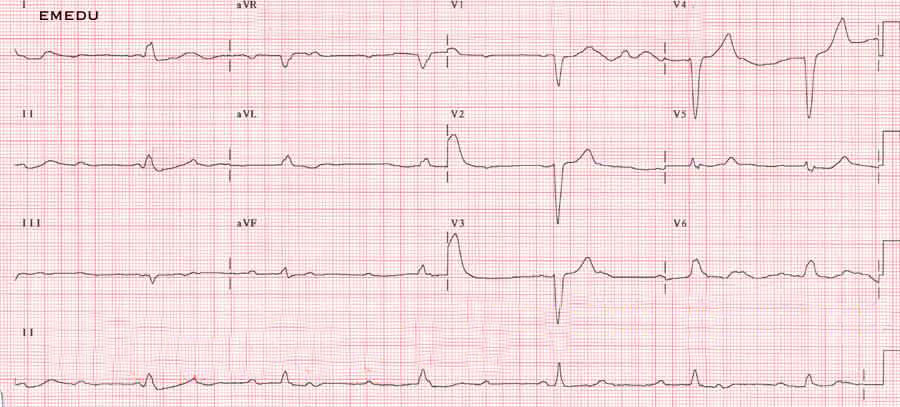 I aVR V1 V4
EMEDU
II aVL V2 V5
III aVF V3 V6
II